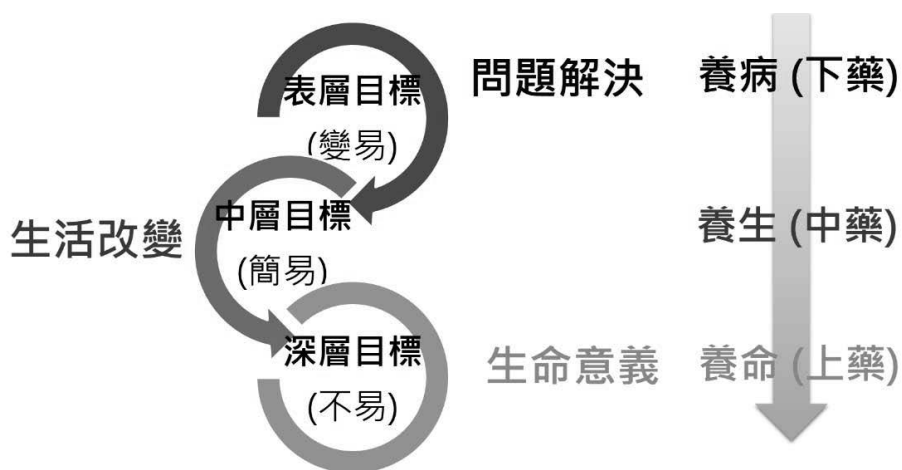 表層目標
(變易)
問題解決
養病 (下藥)
生活改變
中層目標
(簡易)
養生 (中藥)
深層目標
(不易)
生命意義
養命 (上藥)